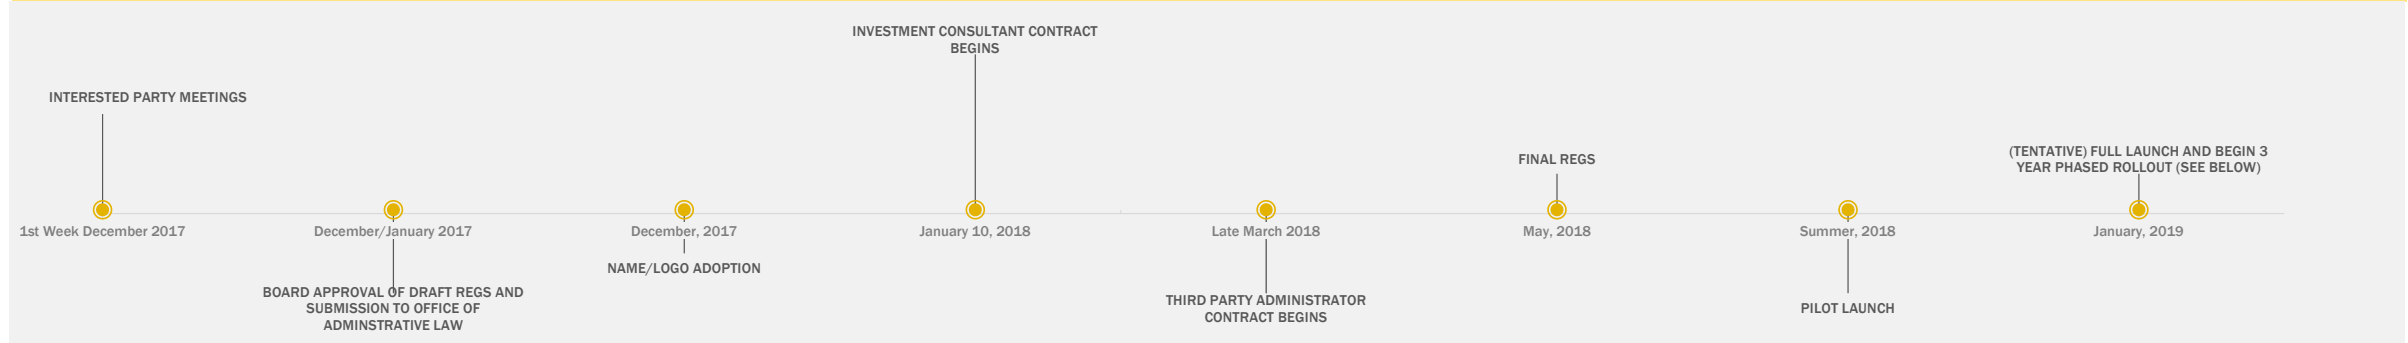 INVESTMENT CONSULTANT CONTRACT
BEGINS
INTERESTED PARTY MEETINGS
FINAL REGS
(TENTATIVE) FULL LAUNCH AND BEGIN 3
YEAR PHASED ROLLOUT (SEE BELOW)
1st Week December 2017
December/January 2017
December, 2017
January 10, 2018
Late March 2018
May, 2018
Summer, 2018
January, 2019
NAME/LOGO ADOPTION
BOARD APPROVAL OF DRAFT REGS AND
SUBMISSION TO OFFICE OF
ADMINSTRATIVE LAW
THIRD PARTY ADMINISTRATOR
CONTRACT BEGINS
PILOT LAUNCH